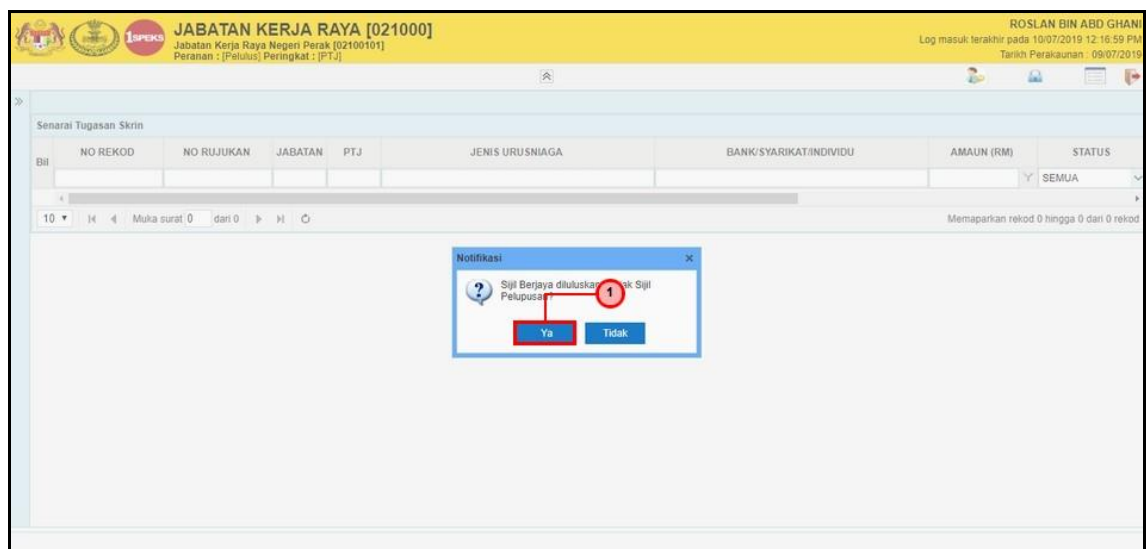 1SPEKS
JABATAN KERJA RAYA [021000]
Jabatan Kerja Raya Negeri Perak [02100101]
Peranan : [Pelulus] Peringkat : [PTJ]
ROSLAN BIN ABD GHANI
Log masuk terakhir pada 10/07/2019 12:16:59 PM
Tarikh Perakaunan : 09/07/2019
Senarai Tugasan Skrin
Bil NO REKOD NO RUJUKAN JABATAN PTJ JENIS URUSNIAGA BANK/SYARIKAT/INDIVIDU AMAUN (RM) STATUS
SEMUA
10 Muka surat 0 dari 0 Memaparkan rekod 0 hingga 0 dari 0 rekod
Notifikasi
Sijil Berjaya diluluskan Sijil
Pelupusan?
1
Ya Tidak